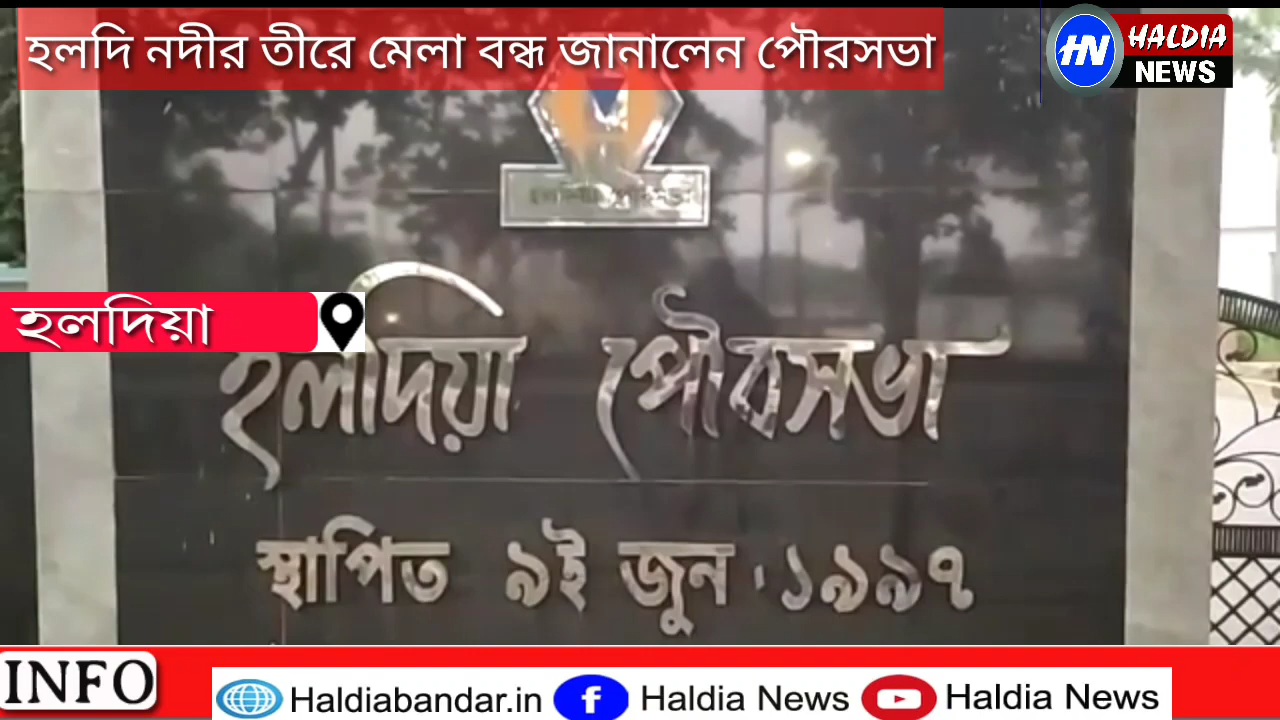 হলদি নদীর তীরে মেলা বন্ধ জানালেন পৌরসভা
HN HALDIA
NEWS
হলদিয়া
হলদিয়া পৌরসভা
স্থাপিত ৯ই জুন ১৯৯৭
INFO
Haldiabandar.in Haldia News Haldia News